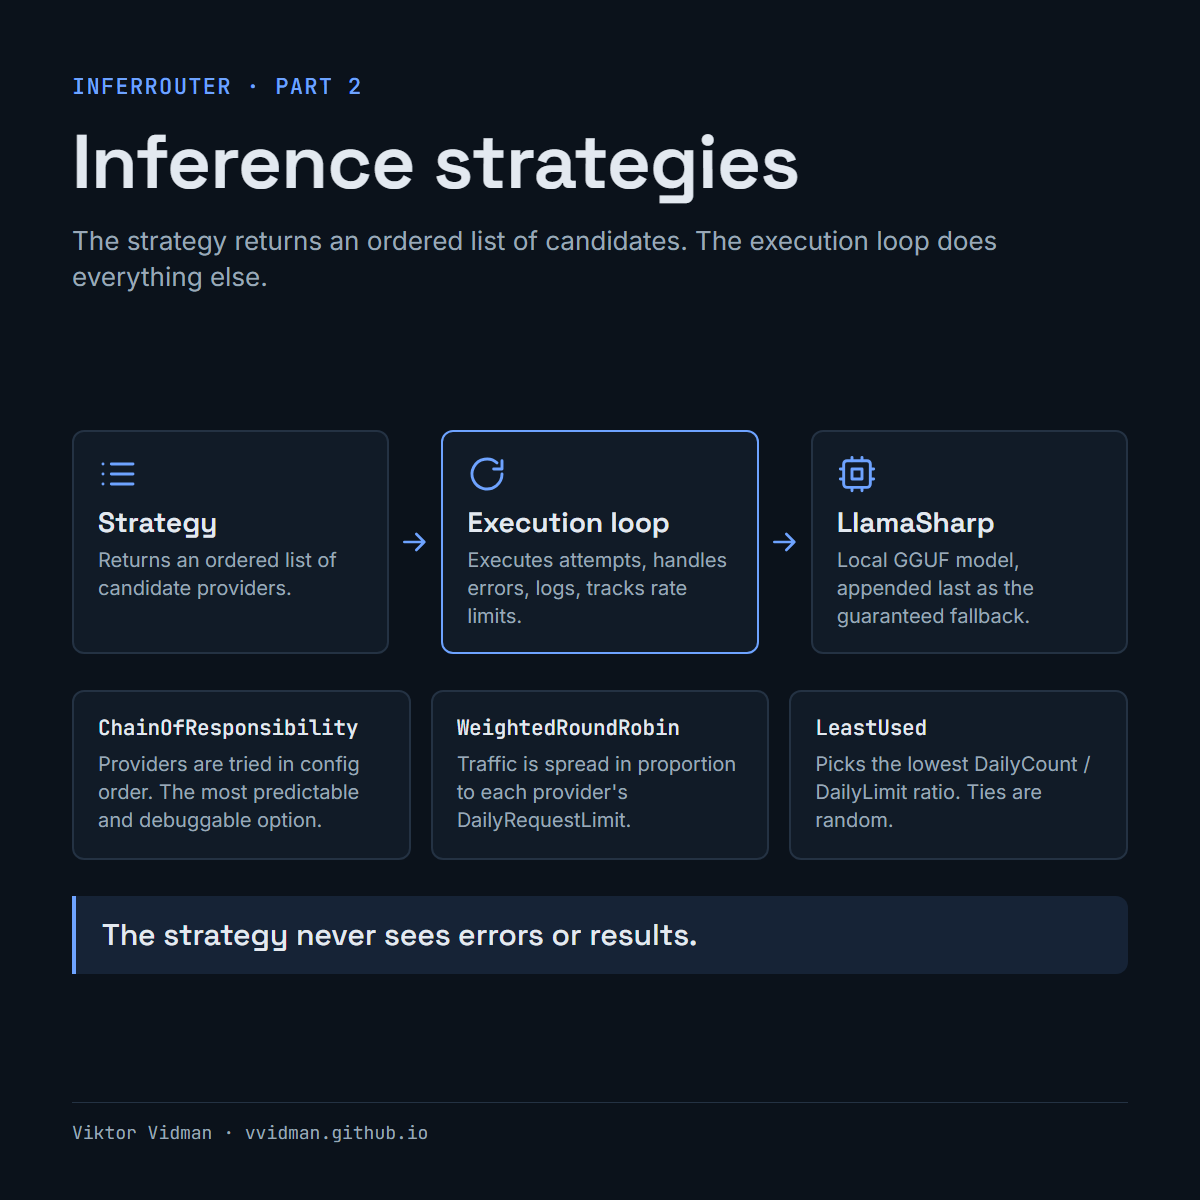 INFERROUTER · PART 2
Inference strategies
The strategy returns an ordered list of candidates. The execution loop does
everything else.
Strategy
Returns an ordered list of
candidate providers.
Execution loop
Executes attempts, handles
errors, logs, tracks rate
limits.
LlamaSharp
Local GGUF model,
appended last as the
guaranteed fallback.
ChainOfResponsibility
Providers are tried in config
order. The most predictable
and debuggable option.
WeightedRoundRobin
Traffic is spread in proportion
to each provider's
DailyRequestLimit.
LeastUsed
Picks the lowest DailyCount /
DailyLimit ratio. Ties are
random.
The strategy never sees errors or results.
Viktor Vidman · vvidman.github.io